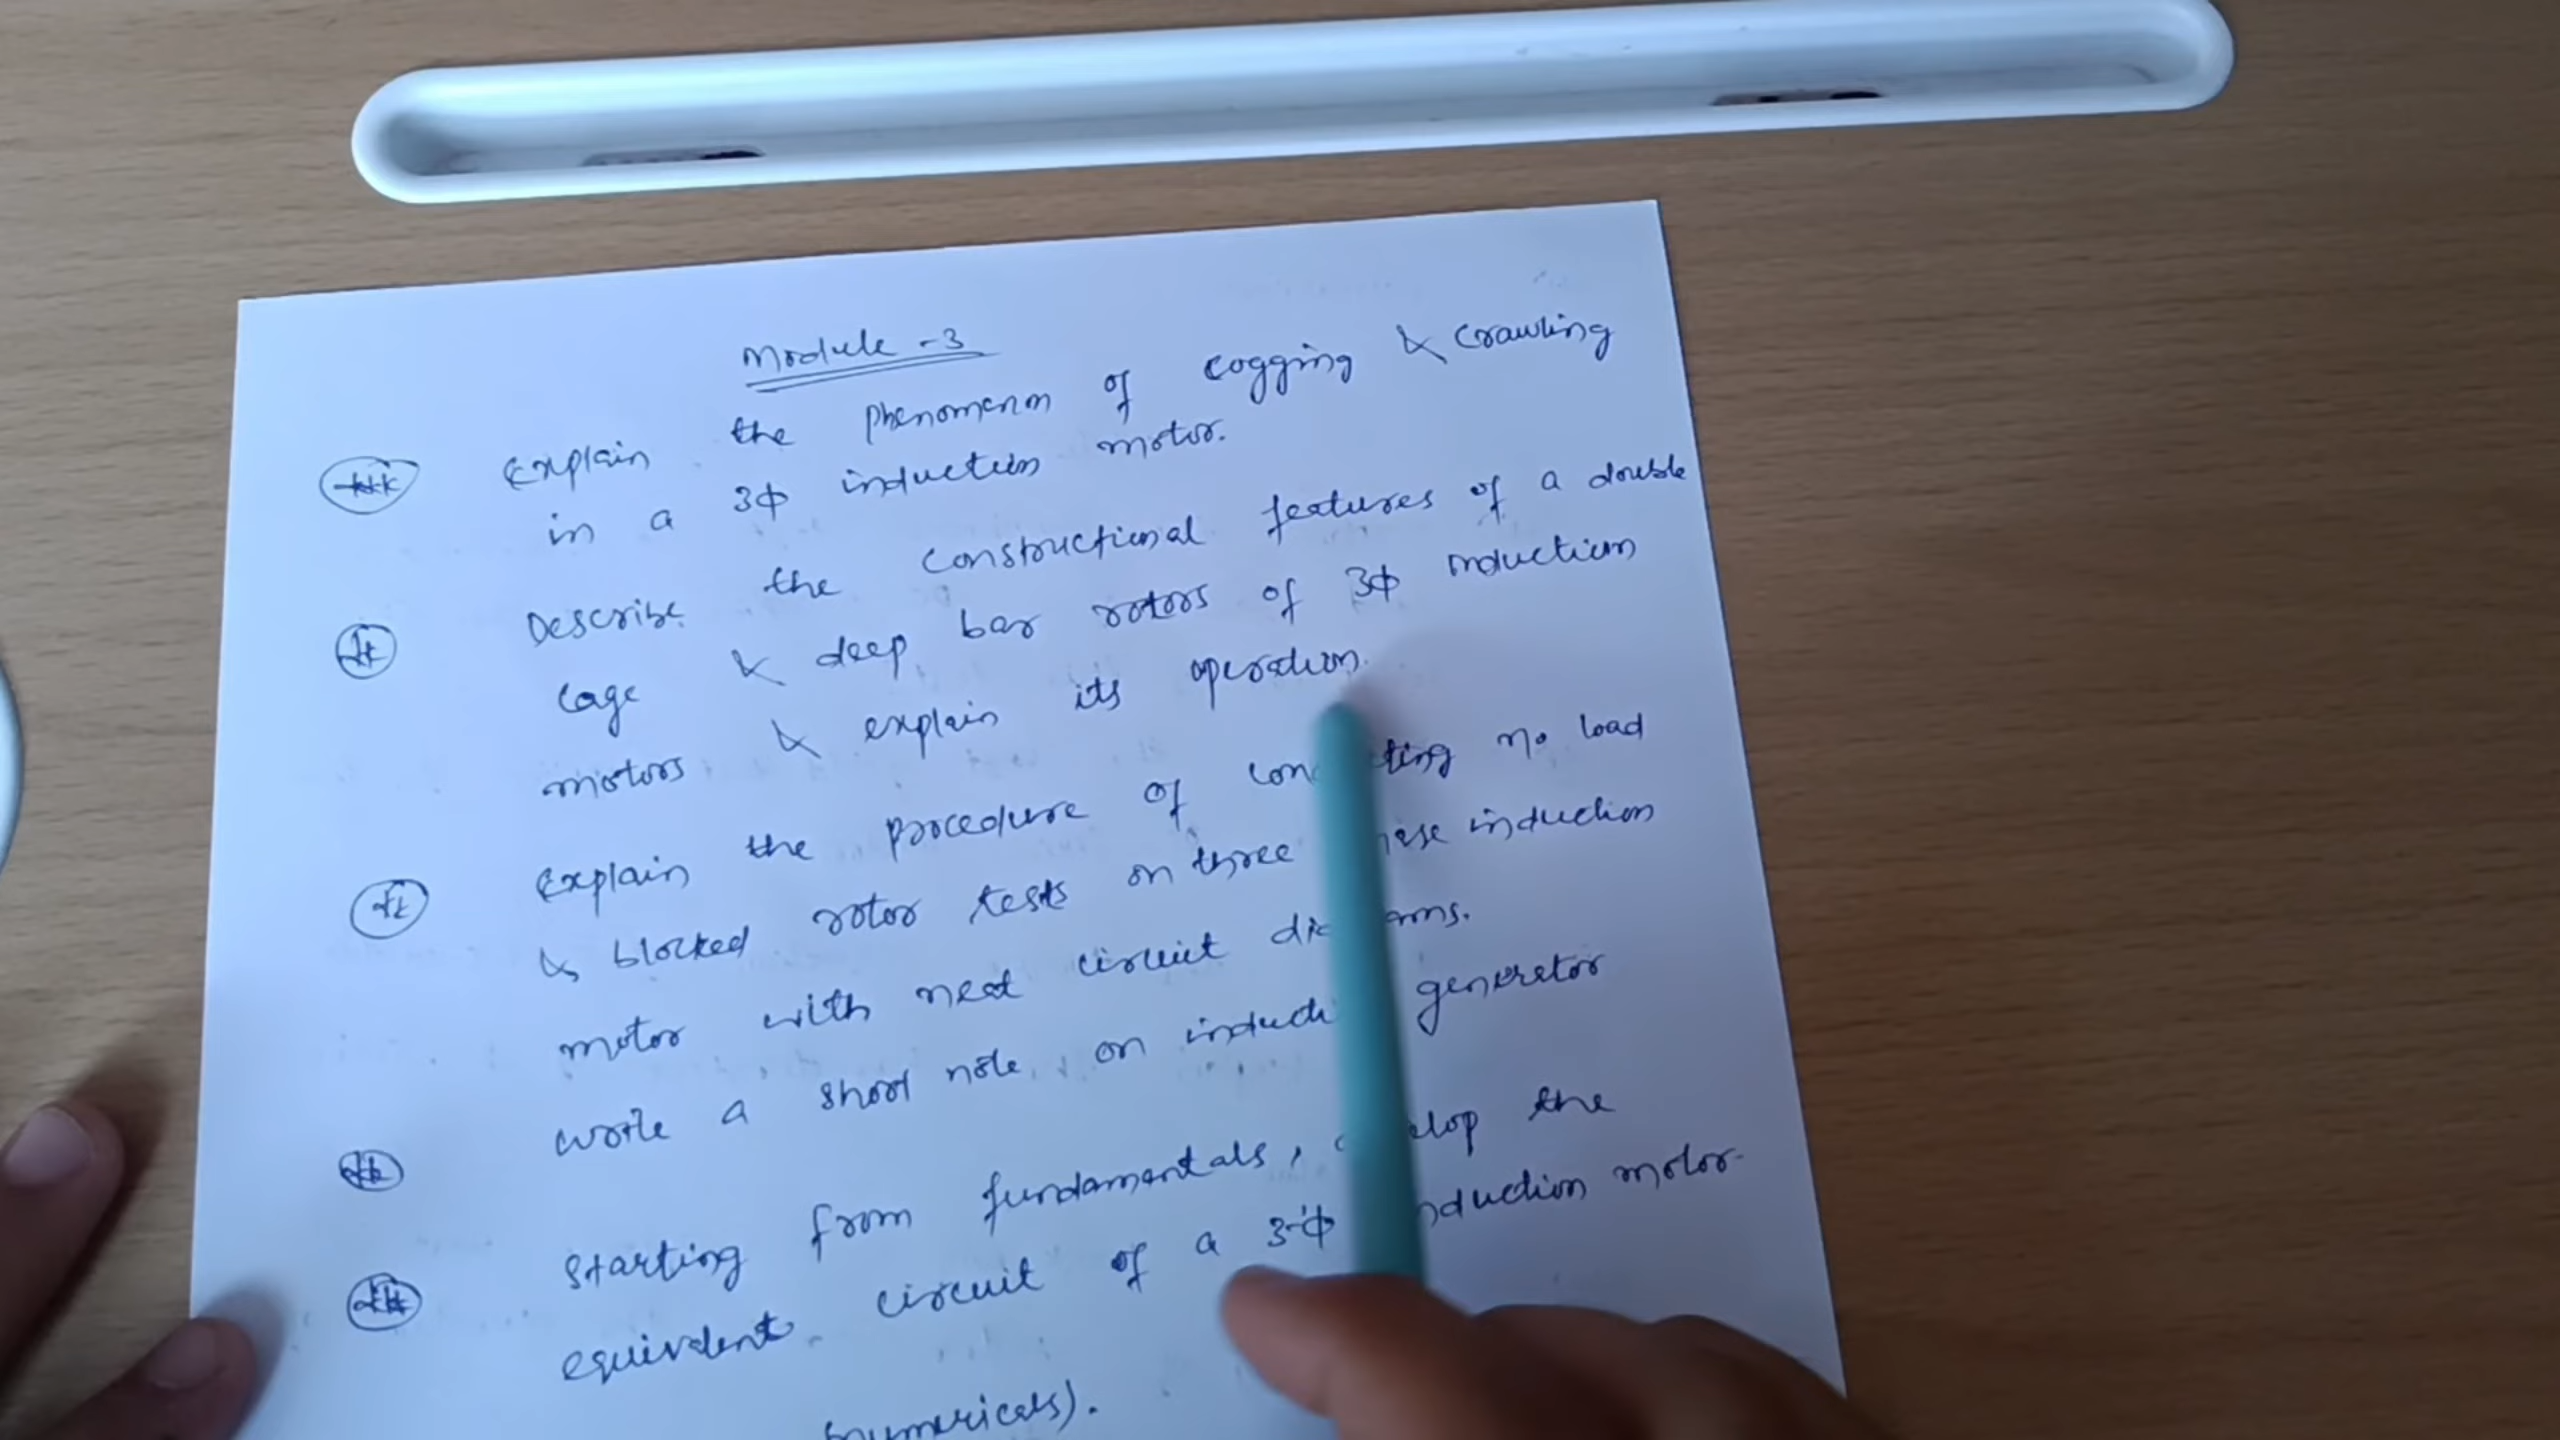 Module - 3
Explain the phenomenon of cogging & crawling
in a 3ϕ induction motor.
Describe the constructional features of a double
cage & deep bar rotors of 3ϕ induction
motors & explain its operation.
Explain the procedure of con ting no load
& blocked rotor tests on three induction
motor with neat circuit di ams.
write a short note on inducti generator
Starting from fundamentals, elop the
equivalent circuit of a 3-ϕ nduction motor.
numericals).